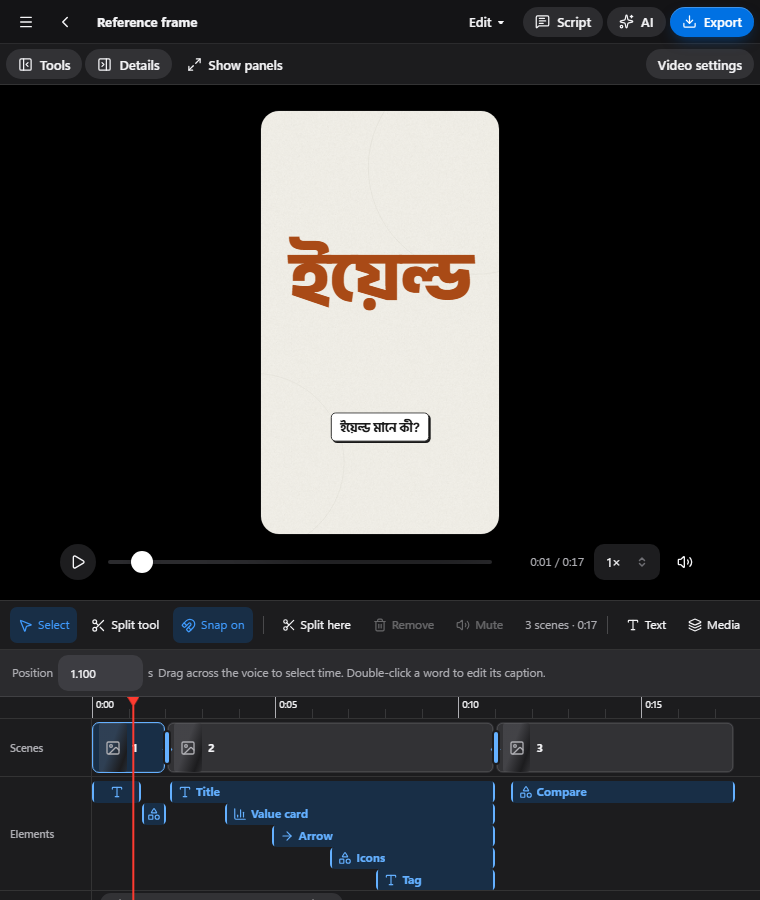 Reference frame
Edit
Script
AI
Export
Tools
Details
Show panels
Video settings
ইয়েল্ড
ইয়েল্ড মানে কী?
0:01 / 0:17
1×
Select
Split tool
Snap on
Split here
Remove
Mute
3 scenes · 0:17
Text
Media
Position
1.100
s Drag across the voice to select time. Double-click a word to edit its caption.
0:00
0:05
0:10
0:15
Scenes
1
2
3
Title
Compare
Value card
Elements
Arrow
Icons
Tag